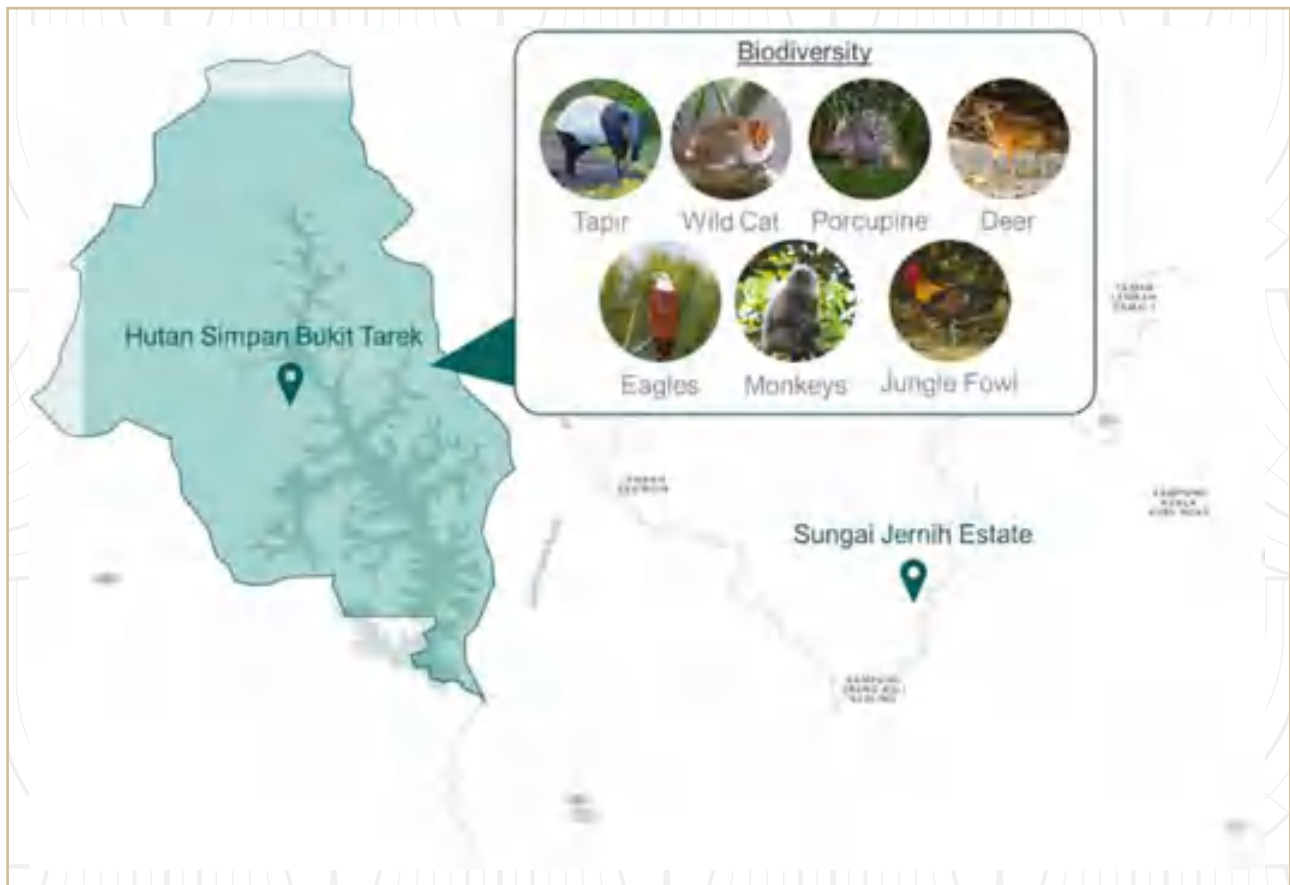 Biodiversity
Tapir
Wild Cat
Porcupine
Deer
Eagles
Monkeys
Jungle Fowl
Hutan Simpan Bukit Tarek
Sungai Jernih Estate